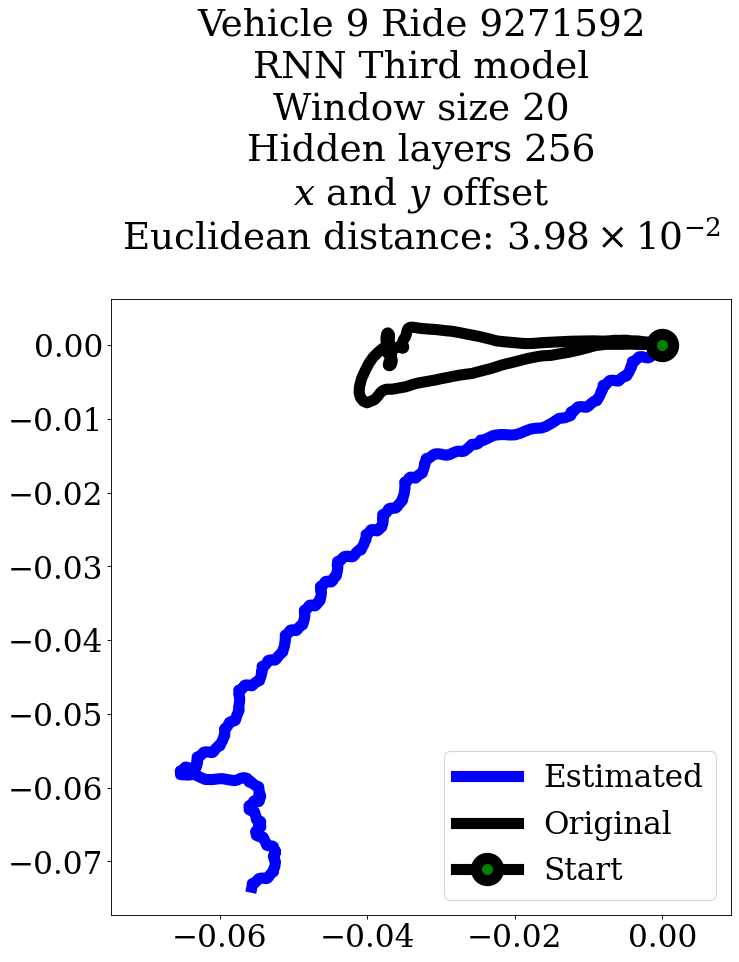 Vehicle 9 Ride 9271592
RNN Third model
Window size 20
Hidden layers 256
x and y offset
Euclidean distance: 3.98 × 10⁻²
0.00
−0.01
−0.02
−0.03
−0.04
−0.05
−0.06
−0.07
Estimated
Original
Start
−0.06 −0.04 −0.02 0.00